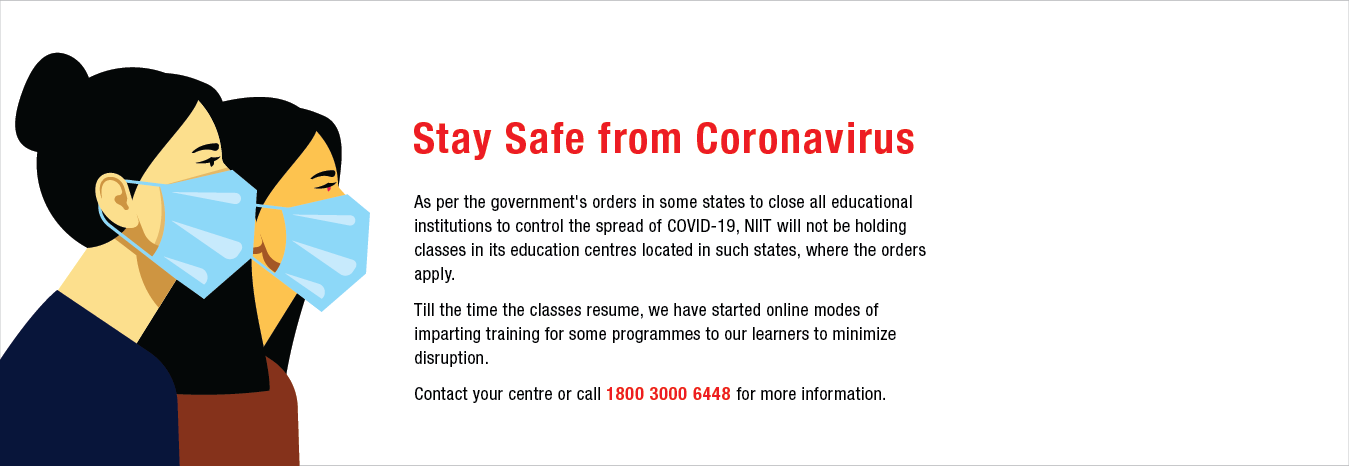 Stay Safe from Coronavirus
As per the government's orders in some states to close all educational
institutions to control the spread of COVID-19, NIIT will not be holding
classes in its education centres located in such states, where the orders
apply.
Till the time the classes resume, we have started online modes of
imparting training for some programmes to our learners to minimize
disruption.
Contact your centre or call 1800 3000 6448 for more information.